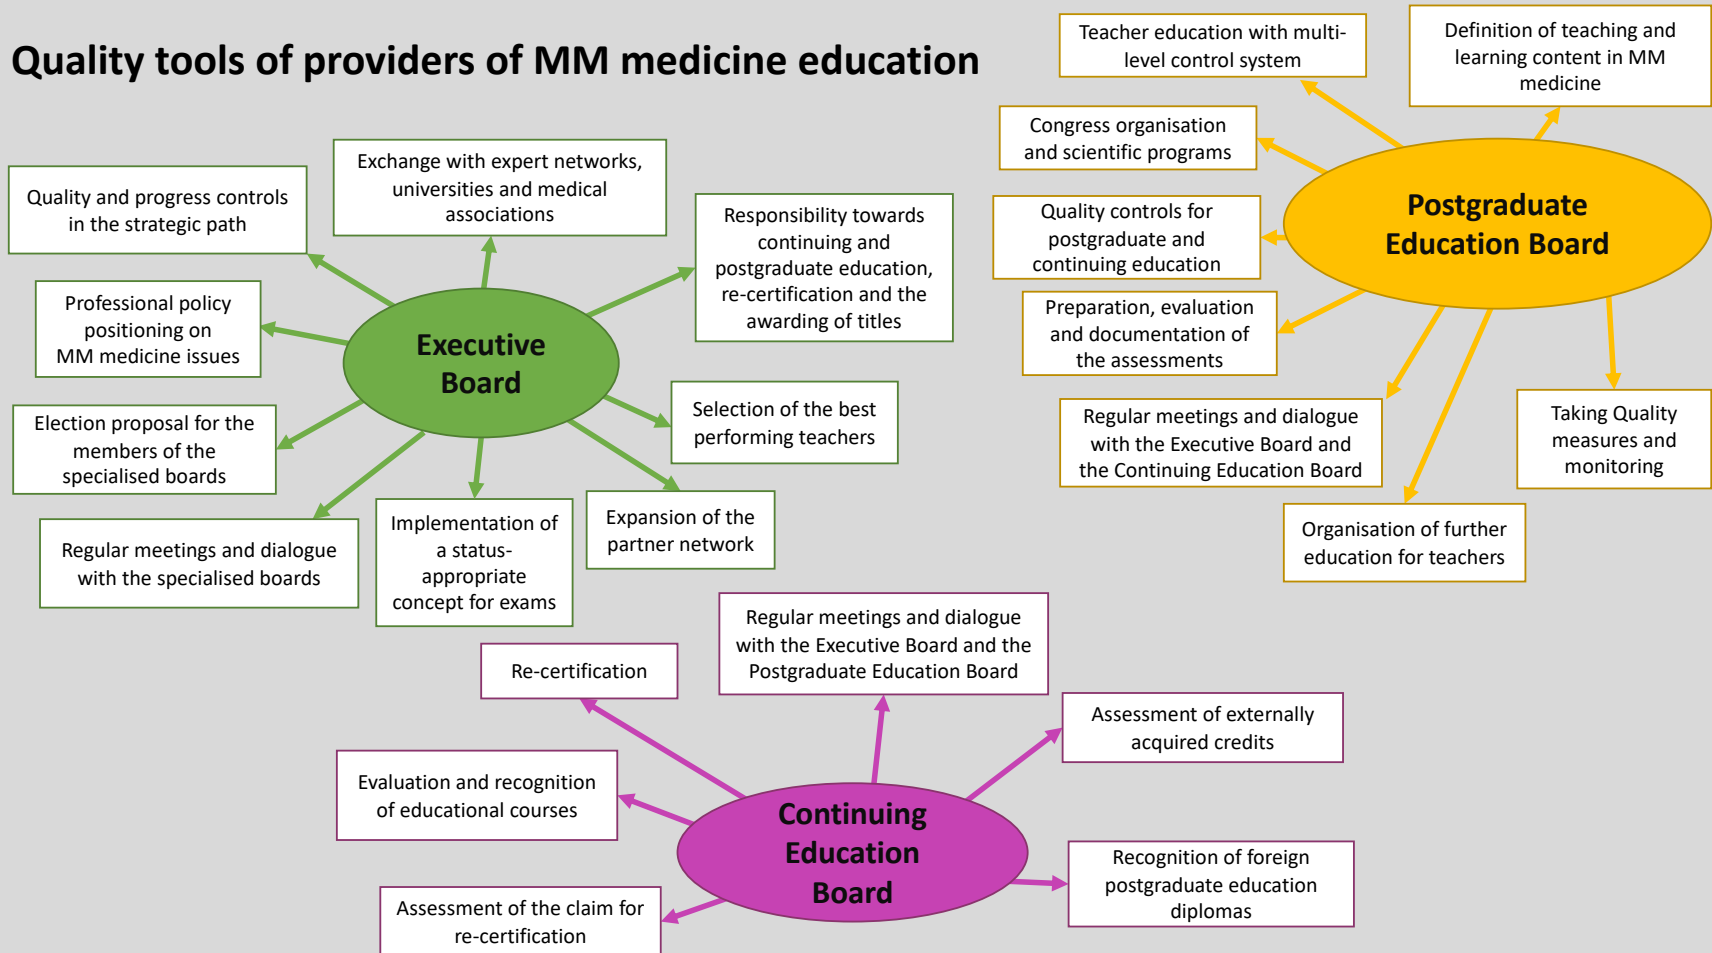 Quality tools of providers of MM medicine education
Quality and progress controls
in the strategic path
Exchange with expert networks,
universities and medical
associations
Responsibility towards
continuing and
postgraduate education,
re-certification and the
awarding of titles
Professional policy
positioning on
MM medicine issues
Executive
Board
Election proposal for the
members of the
specialised boards
Selection of the best
performing teachers
Regular meetings and dialogue
with the specialised boards
Implementation of
a status-
appropriate
concept for exams
Expansion of the
partner network
Teacher education with multi-
level control system
Definition of teaching and
learning content in MM
medicine
Congress organisation
and scientific programs
Postgraduate
Education Board
Quality controls for
postgraduate and
continuing education
Preparation, evaluation
and documentation of
the assessments
Regular meetings and dialogue
with the Executive Board and
the Continuing Education Board
Taking Quality
measures and
monitoring
Organisation of further
education for teachers
Re-certification
Regular meetings and dialogue
with the Executive Board and the
Postgraduate Education Board
Assessment of externally
acquired credits
Evaluation and recognition
of educational courses
Continuing
Education
Board
Recognition of foreign
postgraduate education
diplomas
Assessment of the claim for
re-certification